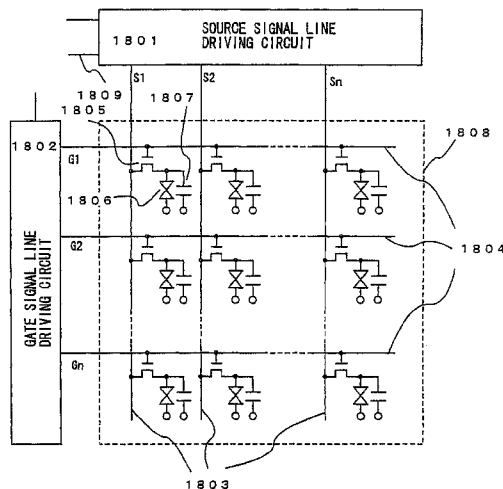 1801
SOURCE SIGNAL LINE
DRIVING CIRCUIT
S1
S2
Sn
1809
1805
1807
1802
G1
1808
1806
1804
G2
GATE SIGNAL LINE
DRIVING CIRCUIT
Gn
1803